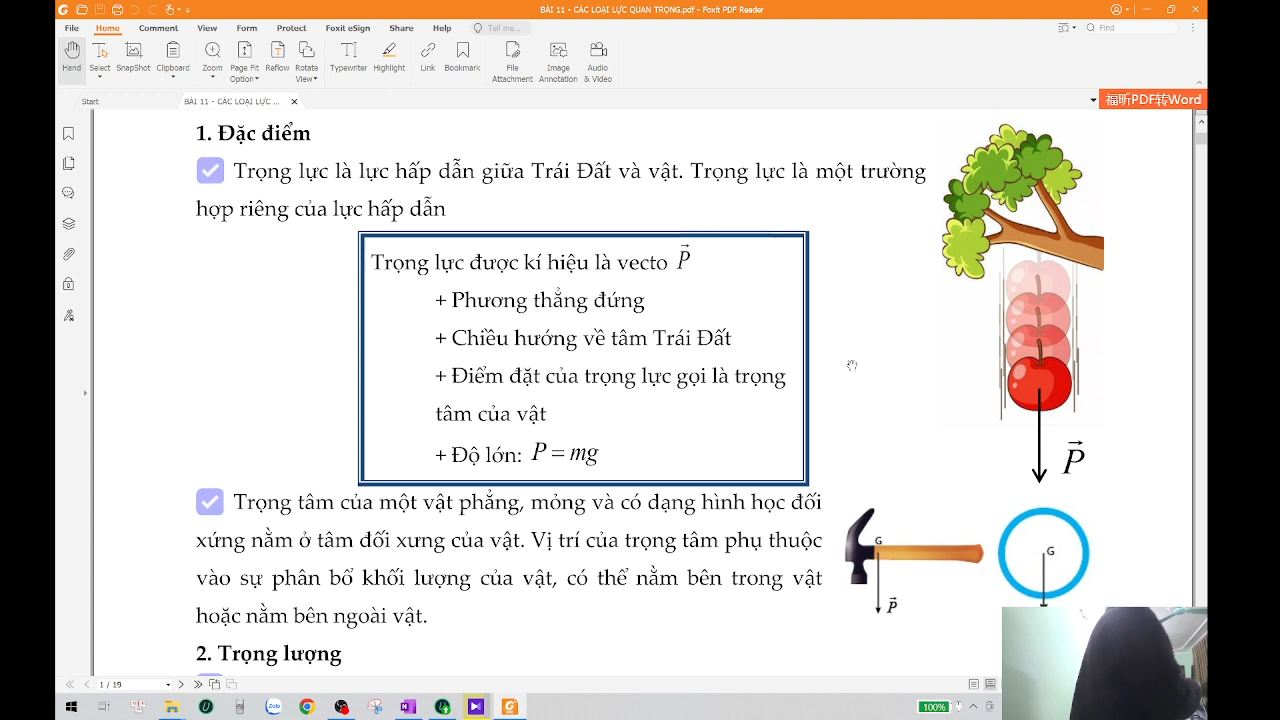 BÀI 11 - CÁC LOẠI LỰC QUAN TRỌNG.pdf - Foxit PDF Reader
File Home Comment View Form Protect Foxit eSign Share Help Tell me... Find
Hand Select SnapShot Clipboard Zoom Page Fit Option Reflow Rotate View Typewriter Highlight Link Bookmark File Attachment Image Annotation Audio & Video
Start BÀI 11 - CÁC LOẠI LỰC ... 福昕PDF转Word
1. Đặc điểm
Trọng lực là lực hấp dẫn giữa Trái Đất và vật. Trọng lực là một trường
hợp riêng của lực hấp dẫn
Trọng lực được kí hiệu là vecto P⃗
+ Phương thẳng đứng
+ Chiều hướng về tâm Trái Đất
+ Điểm đặt của trọng lực gọi là trọng
tâm của vật
+ Độ lớn: P = mg
P⃗
Trọng tâm của một vật phẳng, mỏng và có dạng hình học đối
xứng nằm ở tâm đối xưng của vật. Vị trí của trọng tâm phụ thuộc
vào sự phân bổ khối lượng của vật, có thể nằm bên trong vật
hoặc nằm bên ngoài vật.
G
P⃗
G
2. Trọng lượng
1 / 19
Zalo
100%